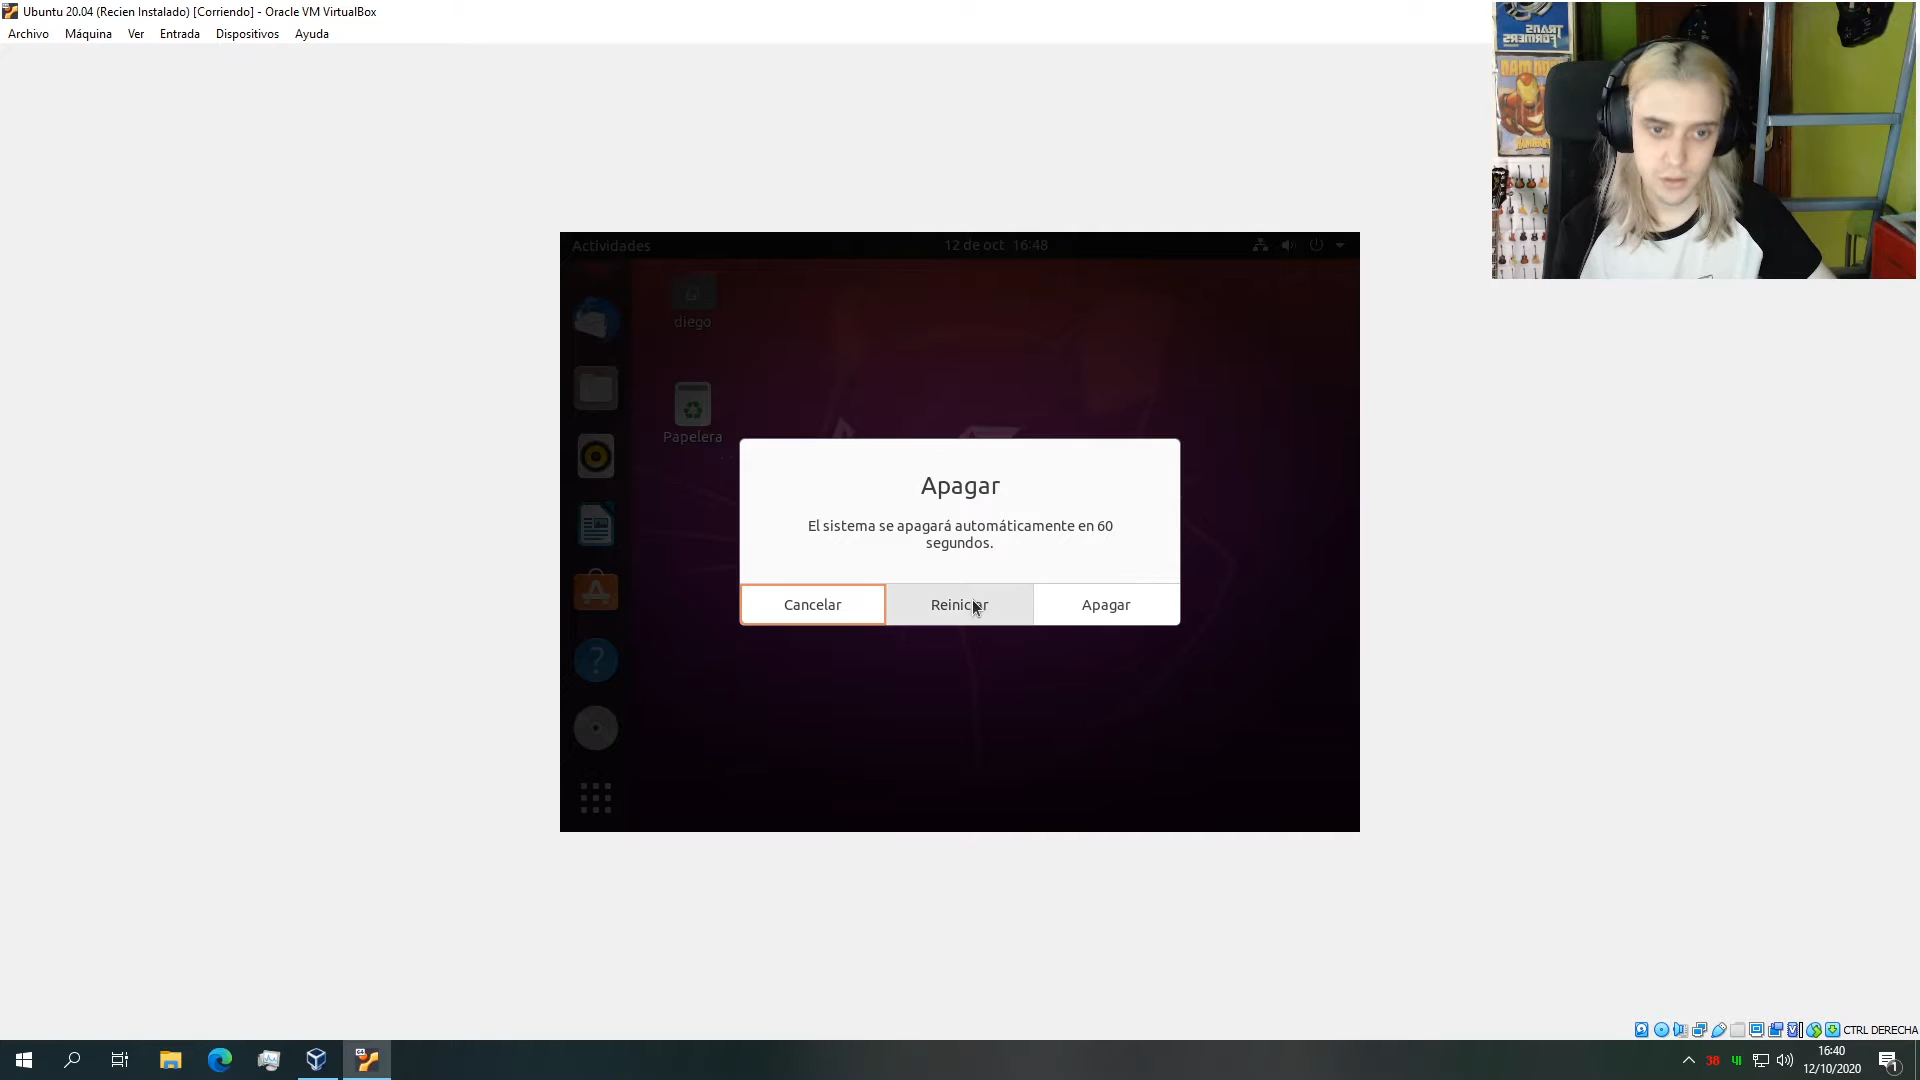 Ubuntu 20.04 (Recien Instalado) [Corriendo] - Oracle VM VirtualBox
Archivo Máquina Ver Entrada Dispositivos Ayuda
Actividades 12 de oct 16:48
diego
Papelera
Apagar
El sistema se apagará automáticamente en 60
segundos.
Cancelar Reiniciar Apagar
CTRL DERECHA
38 16:40
12/10/2020
1